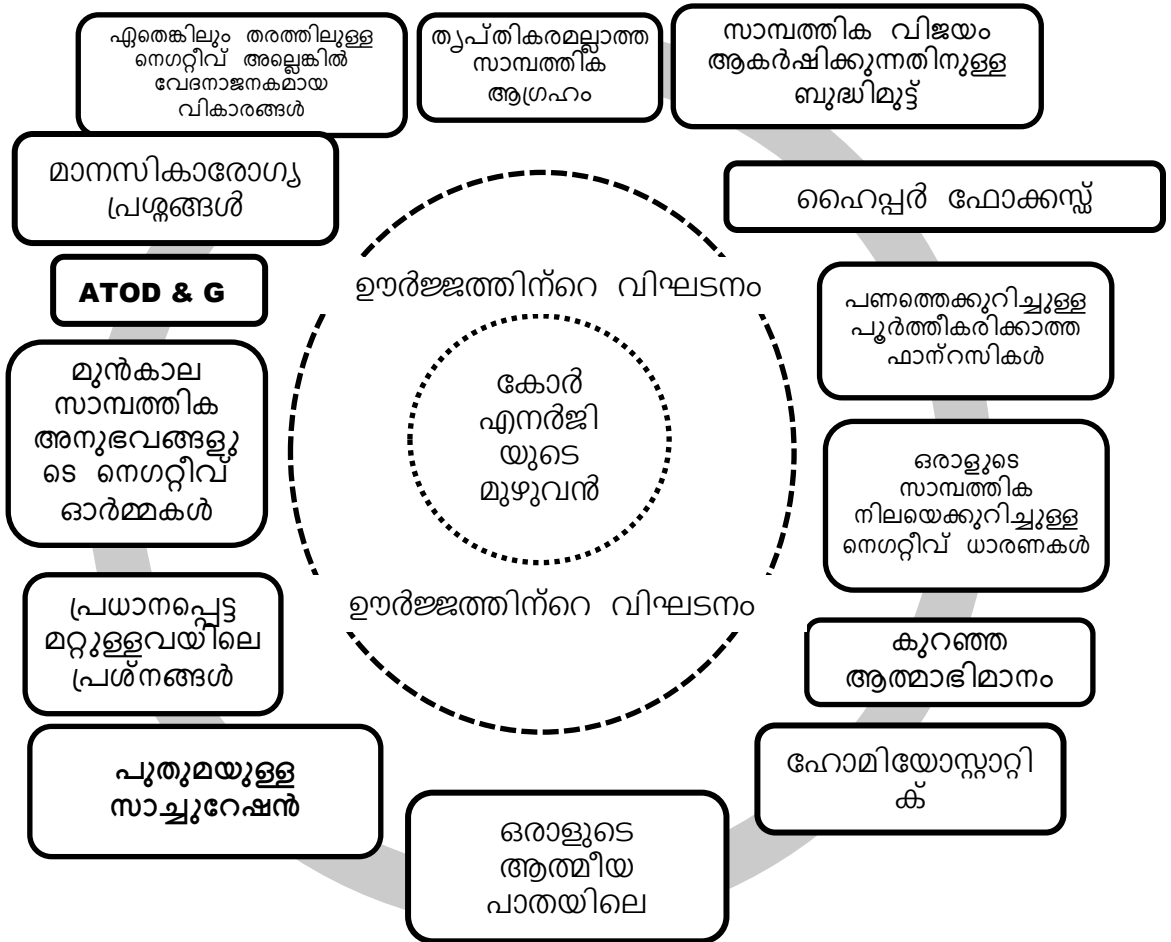 ഏതെങ്കിലും തരത്തിലുള്ള
നെഗറ്റീവ് അല്ലെങ്കിൽ
വേദനാജനകമായ
വികാരങ്ങൾ
തൃപ്തികരമല്ലാത്ത
സാമ്പത്തിക
ആഗ്രഹം
സാമ്പത്തിക വിജയം
ആകർഷിക്കുന്നതിനുള്ള
ബുദ്ധിമുട്ട്
മാനസികാരോഗ്യ
പ്രശ്നങ്ങൾ
ഹൈപ്പർ ഫോക്കസ്ഡ്
ATOD & G
ഊർജ്ജത്തിന്റെ വിഘടനം
പണത്തെക്കുറിച്ചുള്ള
പൂർത്തീകരിക്കാത്ത
ഫാന്റസികൾ
മുൻകാല
സാമ്പത്തിക
അനുഭവങ്ങളു
ടെ നെഗറ്റീവ്
ഓർമ്മകൾ
കോർ
എനർജി
യുടെ
മുഴുവൻ
ഒരാളുടെ
സാമ്പത്തിക
നിലയെക്കുറിച്ചുള്ള
നെഗറ്റീവ് ധാരണകൾ
പ്രധാനപ്പെട്ട
മറ്റുള്ളവയിലെ
പ്രശ്നങ്ങൾ
ഊർജ്ജത്തിന്റെ വിഘടനം
കുറഞ്ഞ
ആത്മാഭിമാനം
പുതുമയുള്ള
സാച്ചുറേഷൻ
ഹോമിയോസ്റ്റാറ്റി
ക്
ഒരാളുടെ
ആത്മീയ
പാതയിലെ